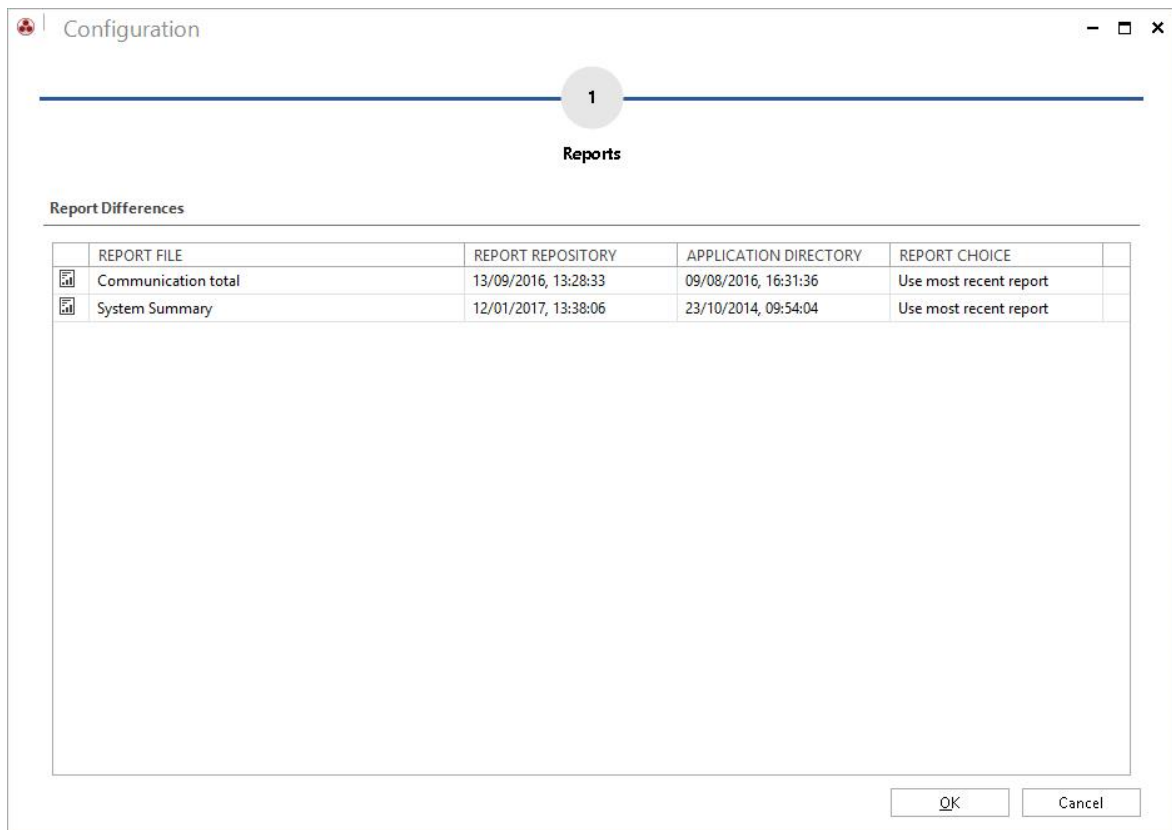 Configuration
1
Reports
Report Differences
REPORT FILE REPORT REPOSITORY APPLICATION DIRECTORY REPORT CHOICE
Communication total 13/09/2016, 13:28:33 09/08/2016, 16:31:36 Use most recent report
System Summary 12/01/2017, 13:38:06 23/10/2014, 09:54:04 Use most recent report
OK Cancel